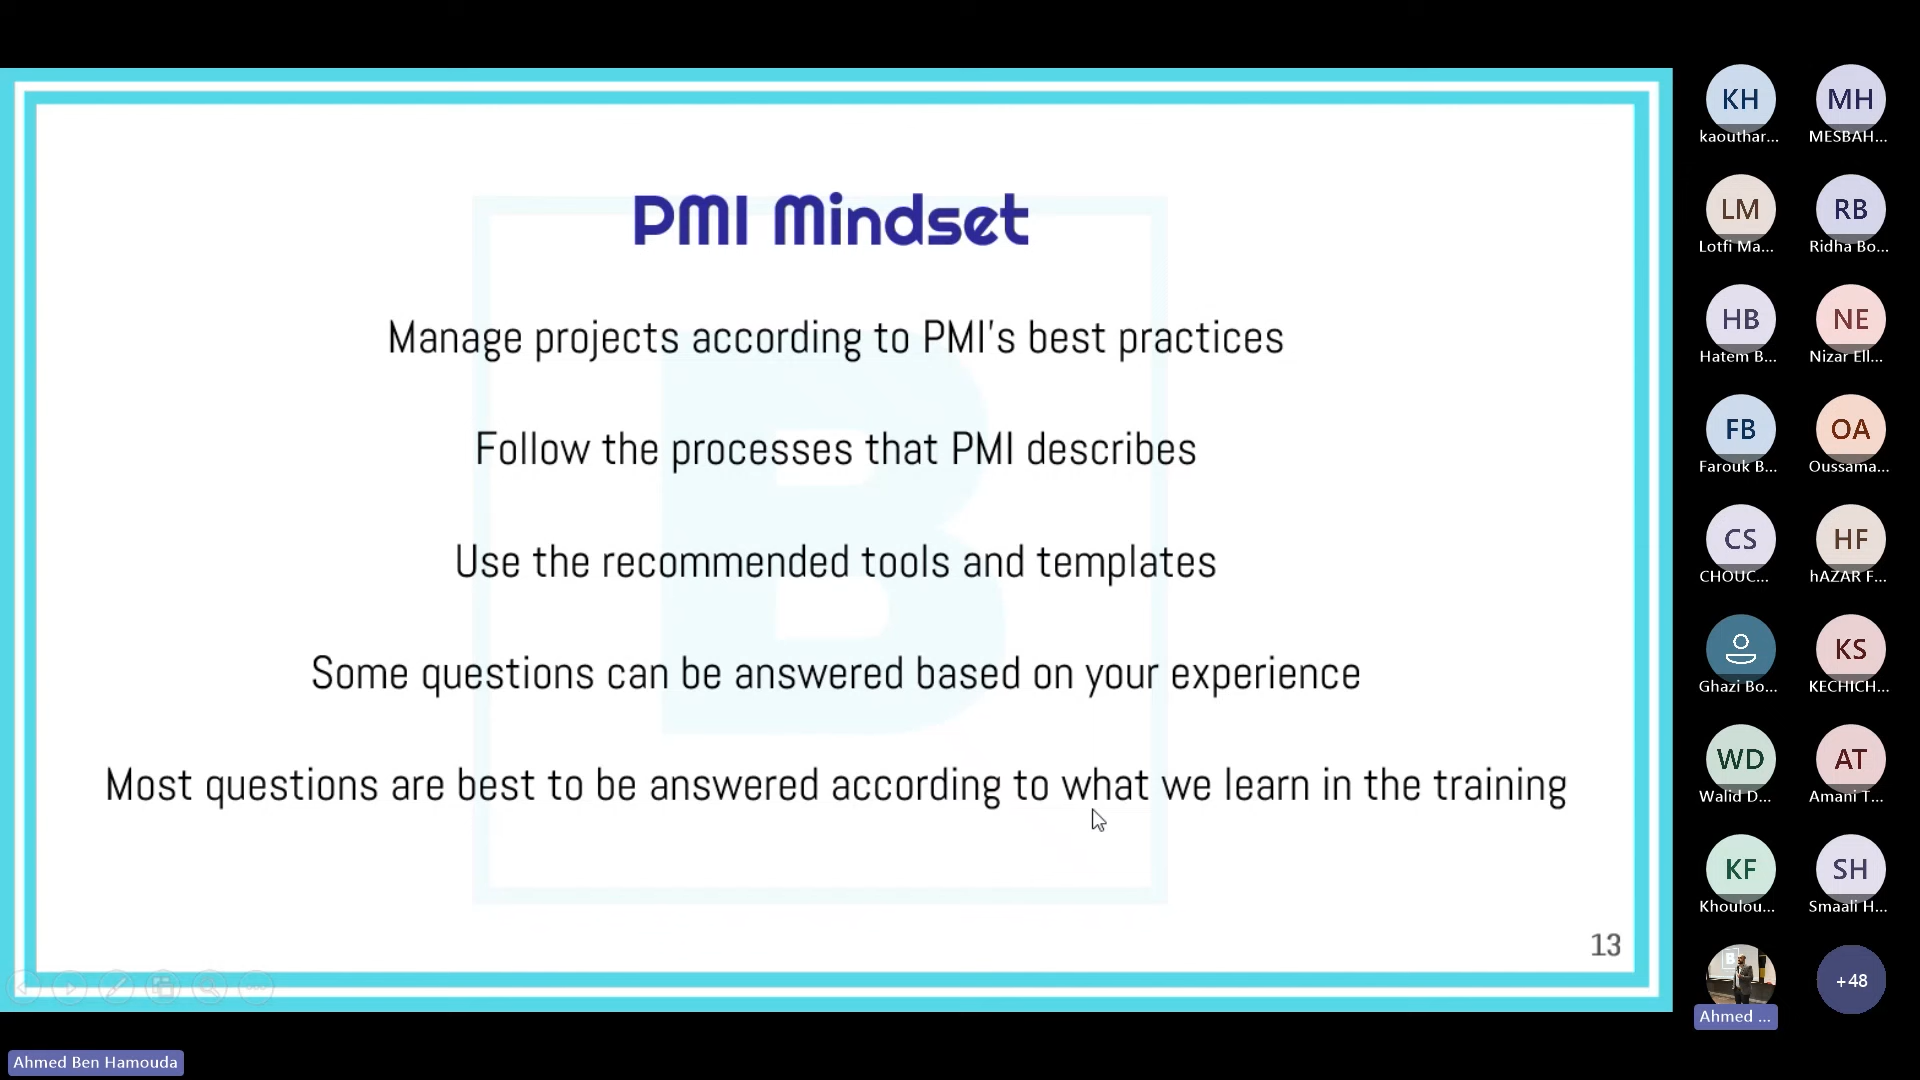 PMI Mindset
Manage projects according to PMI's best practices
Follow the processes that PMI describes
Use the recommended tools and templates
Some questions can be answered based on your experience
Most questions are best to be answered according to what we learn in the training
13
KH
kaouthar...
MH
MESBAH...
LM
Lotfi Ma...
RB
Ridha Bo...
HB
Hatem B...
NE
Nizar Ell...
FB
Farouk B...
OA
Oussama...
CS
CHOUC...
HF
hAZAR F...
Ghazi Bo...
KS
KECHICH...
WD
Walid D...
AT
Amani T...
KF
Khoulou...
SH
Smaali H...
B
Ahmed ...
+48
Ahmed Ben Hamouda
B